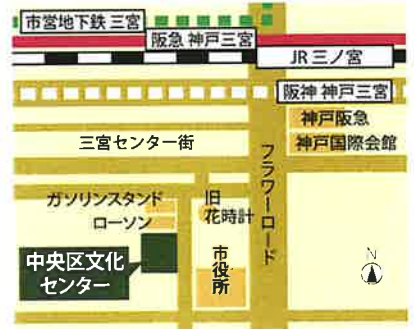 市営地下鉄 三宮
阪急 神戸三宮
JR 三ノ宮
阪神 神戸三宮
神戸阪急
神戸国際会館
三宮センター街
フラワーロード
ガソリンスタンド
ローソン
旧
花時計
中央区文化
センター
市役所
N